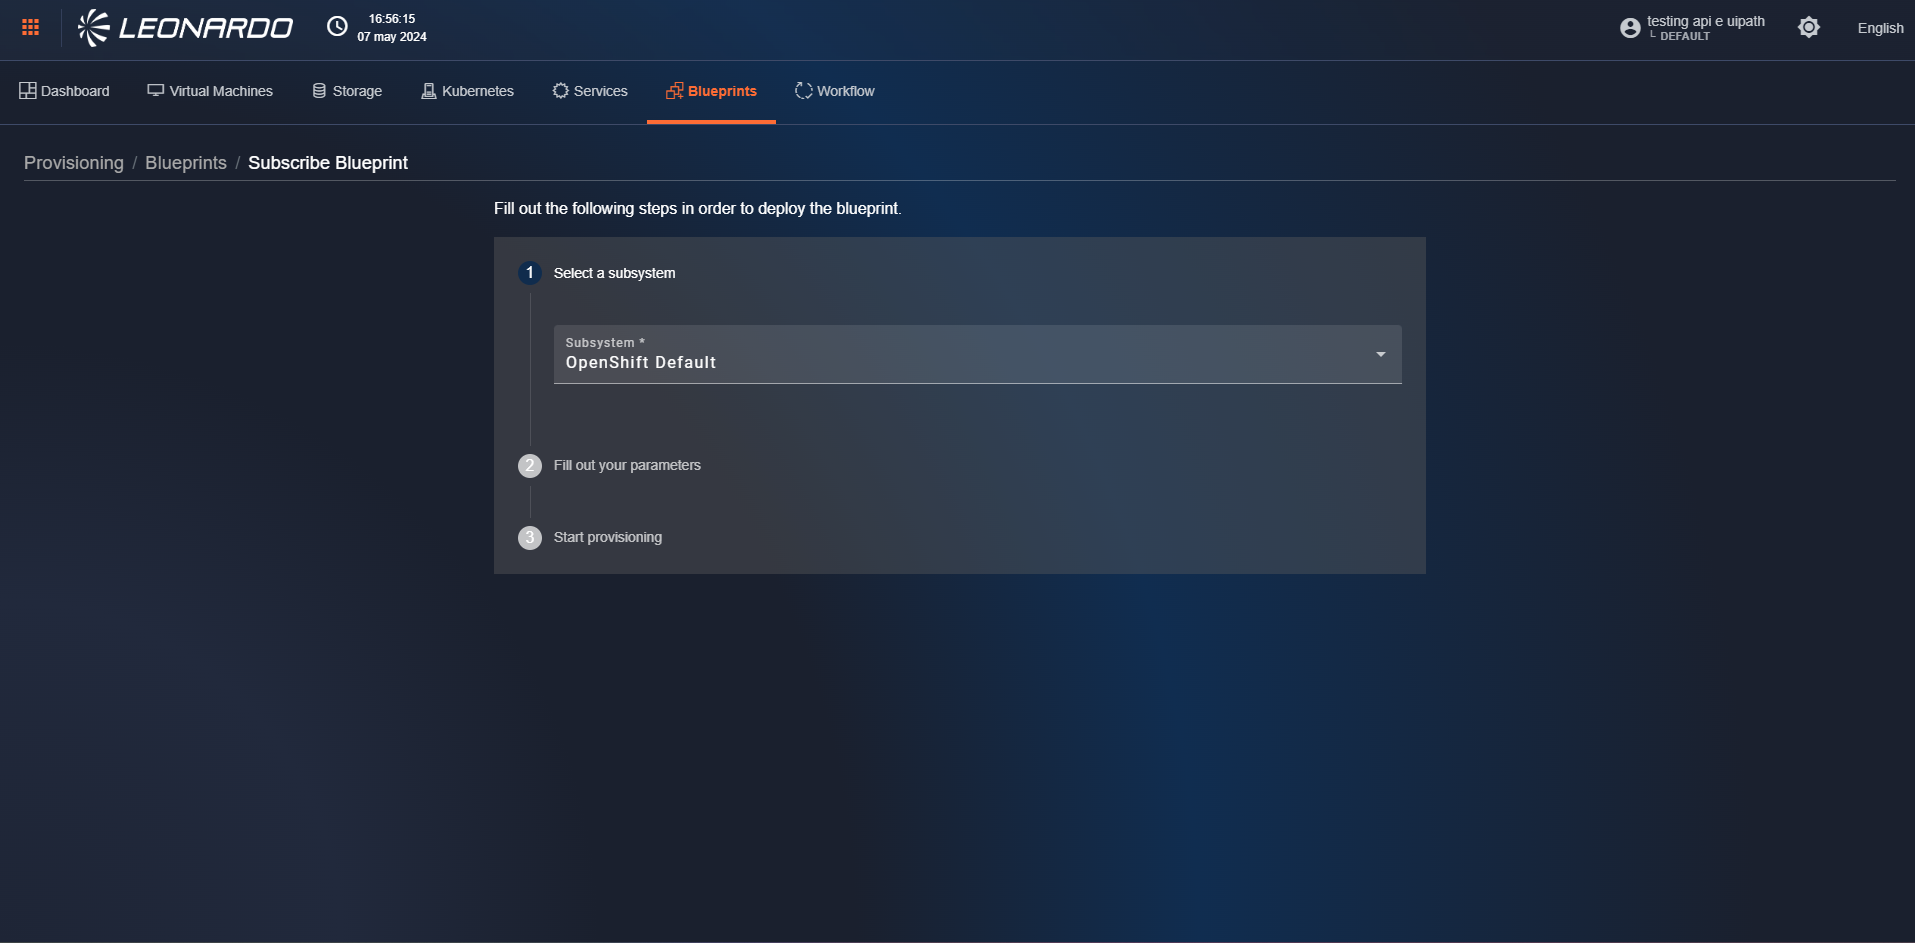 LEONARDO
16:56:15
07 may 2024
testing api e uipath
└ DEFAULT
English
Dashboard
Virtual Machines
Storage
Kubernetes
Services
Blueprints
Workflow
Provisioning / Blueprints / Subscribe Blueprint
Fill out the following steps in order to deploy the blueprint.
1 Select a subsystem
Subsystem *
OpenShift Default
2 Fill out your parameters
3 Start provisioning